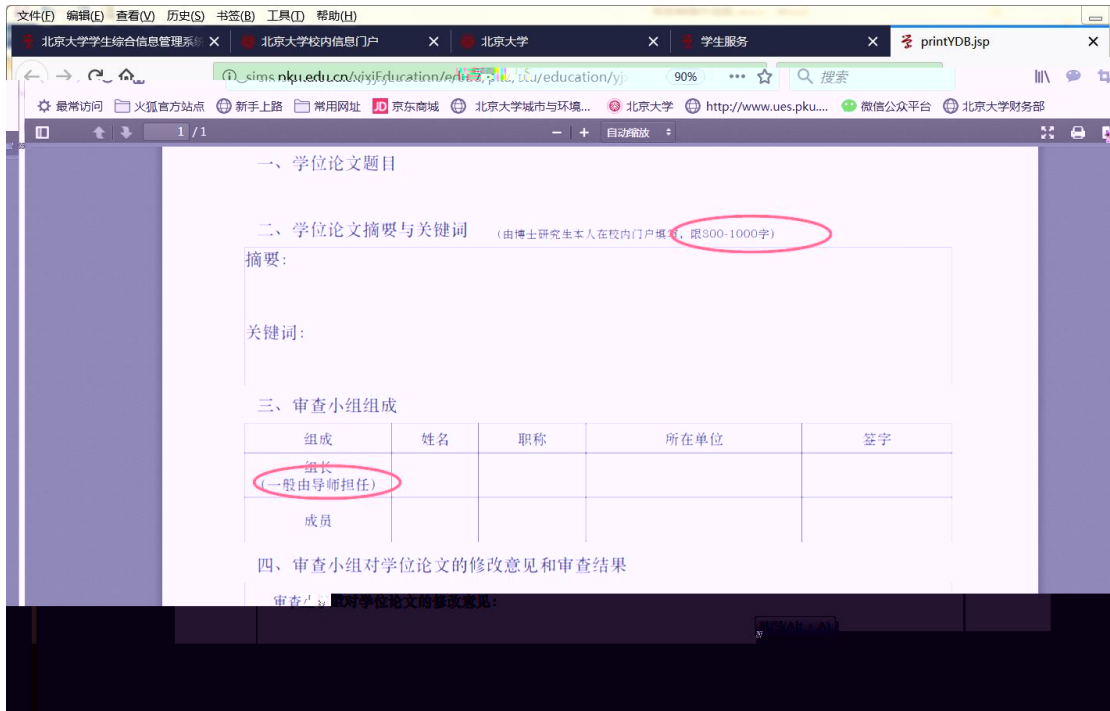 文件(F) 编辑(E) 查看(V) 历史(S) 书签(B) 工具(T) 帮助(H)
北京大学学生综合信息管理系统 北京大学校内信息门户 北京大学 学生服务 printYDB.jsp
sims.pku.edu.cn 90% 搜索
最常访问 火狐官方站点 新手上路 常用网址 JD 京东商城 北京大学城市与环境... 北京大学 http://www.ues.pku.... 微信公众平台 北京大学财务部
1 / 1 自动缩放
一、学位论文题目
二、学位论文摘要与关键词 (由博士研究生本人在校内门户填写，限800-1000字)
摘要:
关键词:
三、审查小组组成
组成 姓名 职称 所在单位 签字
组长
(一般由导师担任)
成员
四、审查小组对学位论文的修改意见和审查结果
审查小组对学位论文的修改意见: